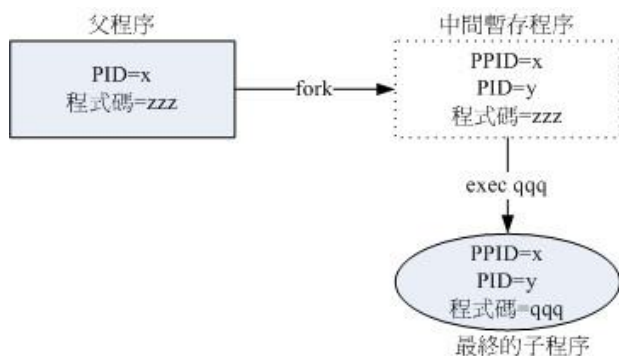 父程序
PID=x
程式碼=zzz
fork
中間暫存程序
PPID=x
PID=y
程式碼=zzz
exec qqq
PPID=x
PID=y
程式碼=qqq
最終的子程序